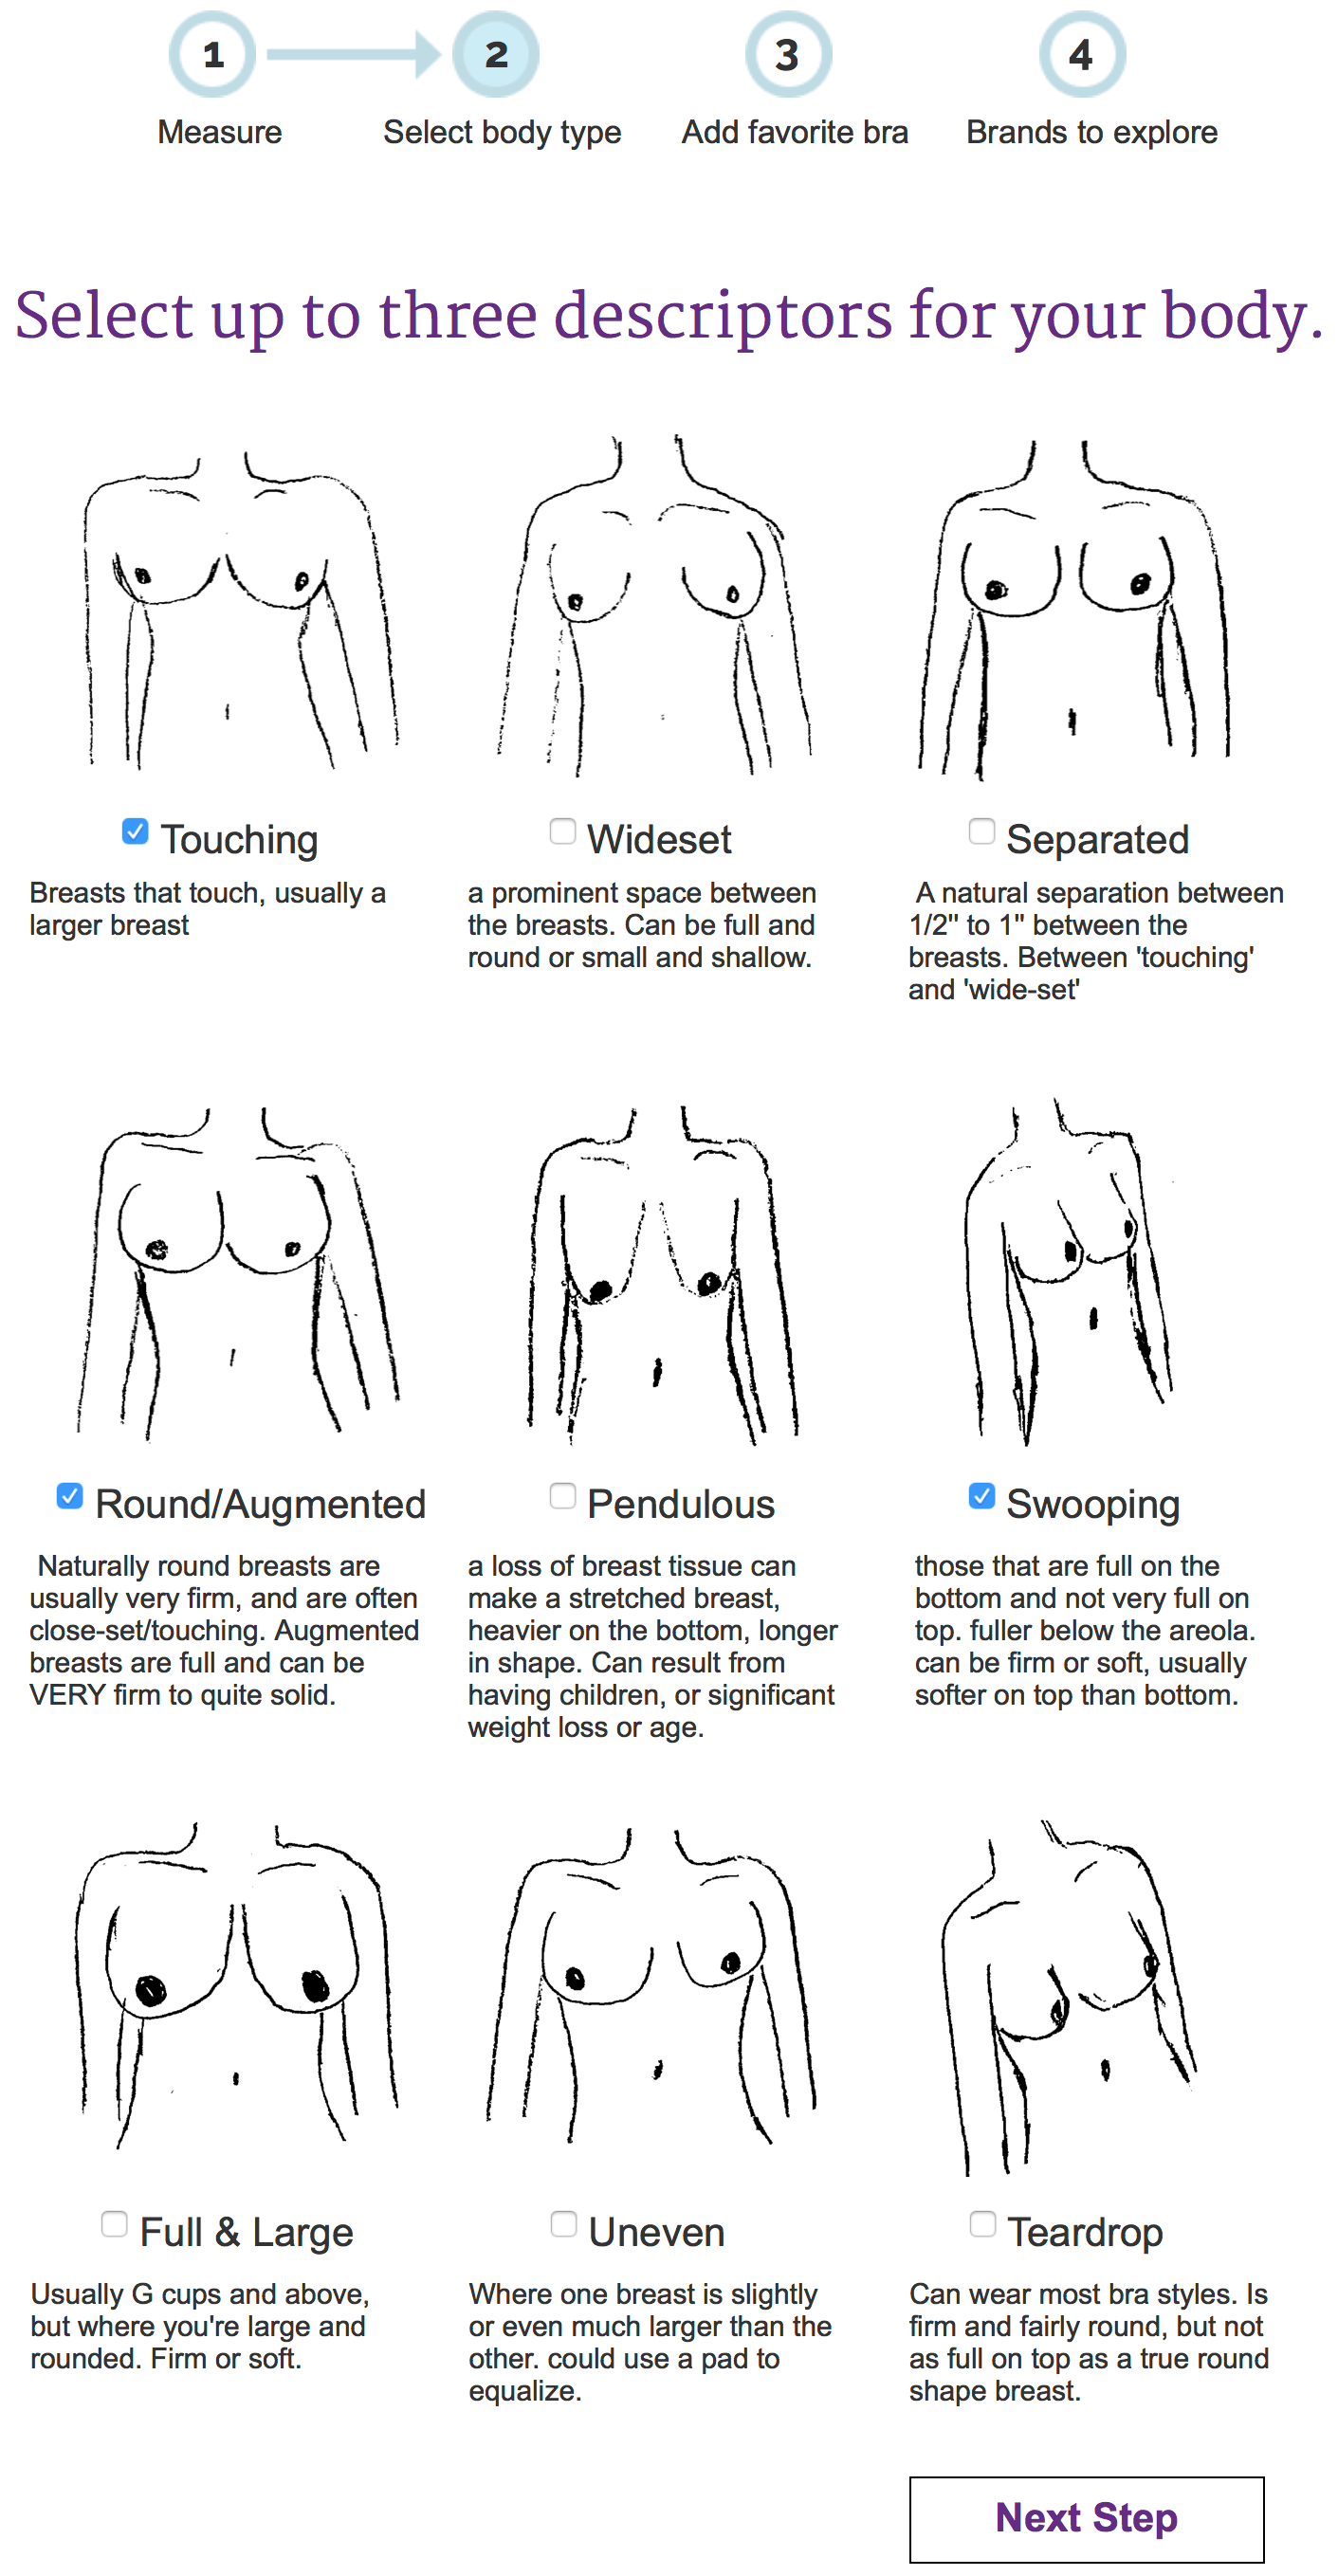 1 2 3 4
Measure Select body type Add favorite bra Brands to explore
Select up to three descriptors for your body.
Touching
Breasts that touch, usually a
larger breast
Wideset
a prominent space between
the breasts. Can be full and
round or small and shallow.
Separated
A natural separation between
1/2" to 1" between the
breasts. Between 'touching'
and 'wide-set'
Round/Augmented
Naturally round breasts are
usually very firm, and are often
close-set/touching. Augmented
breasts are full and can be
VERY firm to quite solid.
Pendulous
a loss of breast tissue can
make a stretched breast,
heavier on the bottom, longer
in shape. Can result from
having children, or significant
weight loss or age.
Swooping
those that are full on the
bottom and not very full on
top. fuller below the areola.
can be firm or soft, usually
softer on top than bottom.
Full & Large
Usually G cups and above,
but where you're large and
rounded. Firm or soft.
Uneven
Where one breast is slightly
or even much larger than the
other. could use a pad to
equalize.
Teardrop
Can wear most bra styles. Is
firm and fairly round, but not
as full on top as a true round
shape breast.
Next Step